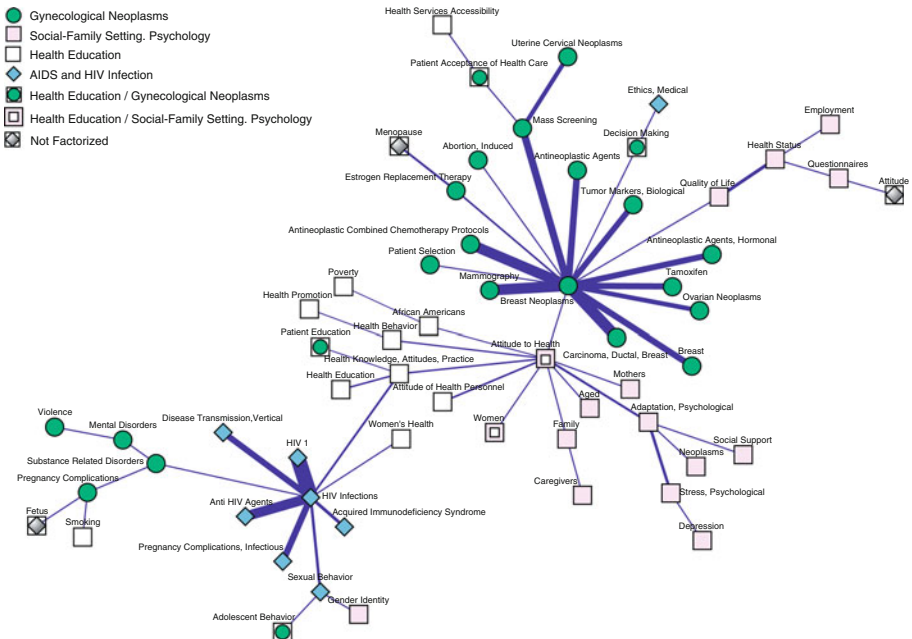 Gynecological Neoplasms
Social-Family Setting. Psychology
Health Education
AIDS and HIV Infection
Health Education / Gynecological Neoplasms
Health Education / Social-Family Setting. Psychology
Not Factorized
Health Services Accessibility
Uterine Cervical Neoplasms
Patient Acceptance of Health Care
Ethics, Medical
Employment
Mass Screening
Menopause
Decision Making
Abortion, Induced
Antineoplastic Agents
Health Status
Questionnaires
Attitude
Estrogen Replacement Therapy
Tumor Markers, Biological
Quality of Life
Antineoplastic Combined Chemotherapy Protocols
Antineoplastic Agents, Hormonal
Patient Selection
Poverty
Mammography
Tamoxifen
Health Promotion
Breast Neoplasms
Ovarian Neoplasms
African Americans
Patient Education
Health Behavior
Attitude to Health
Carcinoma, Ductal, Breast
Breast
Health Knowledge, Attitudes, Practice
Health Education
Attitude of Health Personnel
Mothers
Aged
Adaptation, Psychological
Violence
Mental Disorders
Disease Transmission,Vertical
Women's Health
Women
Family
Social Support
HIV 1
Substance Related Disorders
Neoplasms
Pregnancy Complications
Caregivers
HIV Infections
Stress, Psychological
Anti HIV Agents
Fetus
Smoking
Acquired Immunodeficiency Syndrome
Depression
Pregnancy Complications, Infectious
Sexual Behavior
Gender Identity
Adolescent Behavior